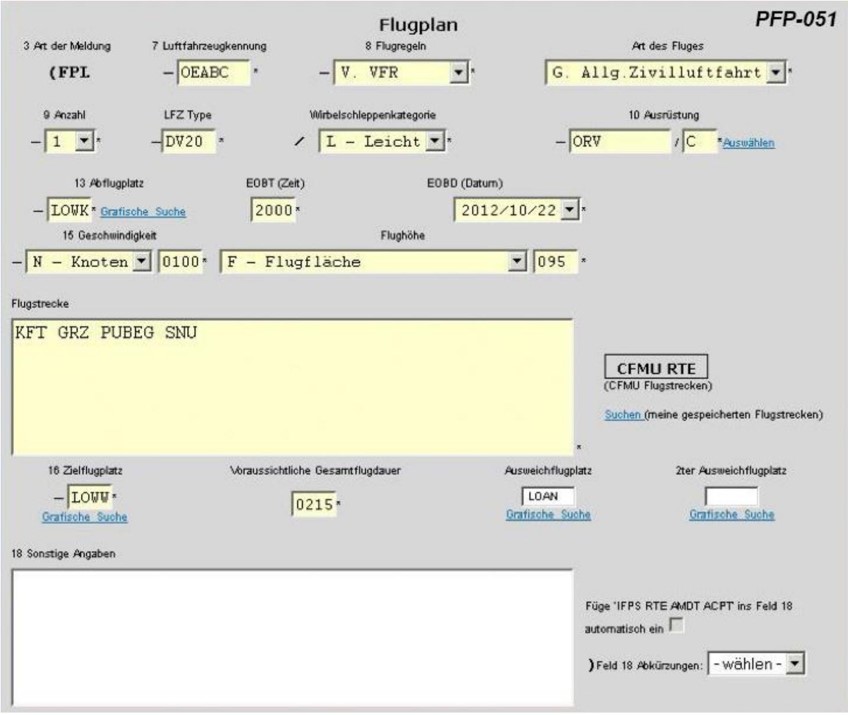 Flugplan
PFP-051
3 Art der Meldung 7 Luftfahrzeugkennung 8 Flugregeln Art des Fluges
(FPL – OEABC * – V. VFR * G. Allg.Zivilluftfahrt *
9 Anzahl LFZ Type Wirbelschleppenkategorie 10 Ausrüstung
– 1 * – DV20 * / L - Leicht * – ORV / C * Auswählen
13 Abflugplatz EOBT (Zeit) EOBD (Datum)
– LOWK * Grafische Suche 2000 * 2012/10/22 *
15 Geschwindigkeit Flughöhe
– N - Knoten 0100 * F - Flugfläche 095 *
Flugstrecke
KFT GRZ PUBEG SNU
*
CFMU RTE
(CFMU Flugstrecken)
Suchen (meine gespeicherten Flugstrecken)
16 Zielflugplatz Voraussichtliche Gesamtflugdauer Ausweichflugplatz 2ter Ausweichflugplatz
– LOWW * 0215 * LOAN
Grafische Suche Grafische Suche Grafische Suche
18 Sonstige Angaben
Füge 'IFPS RTE AMDT ACPT' ins Feld 18
automatisch ein
) Feld 18 Abkürzungen: - wählen -